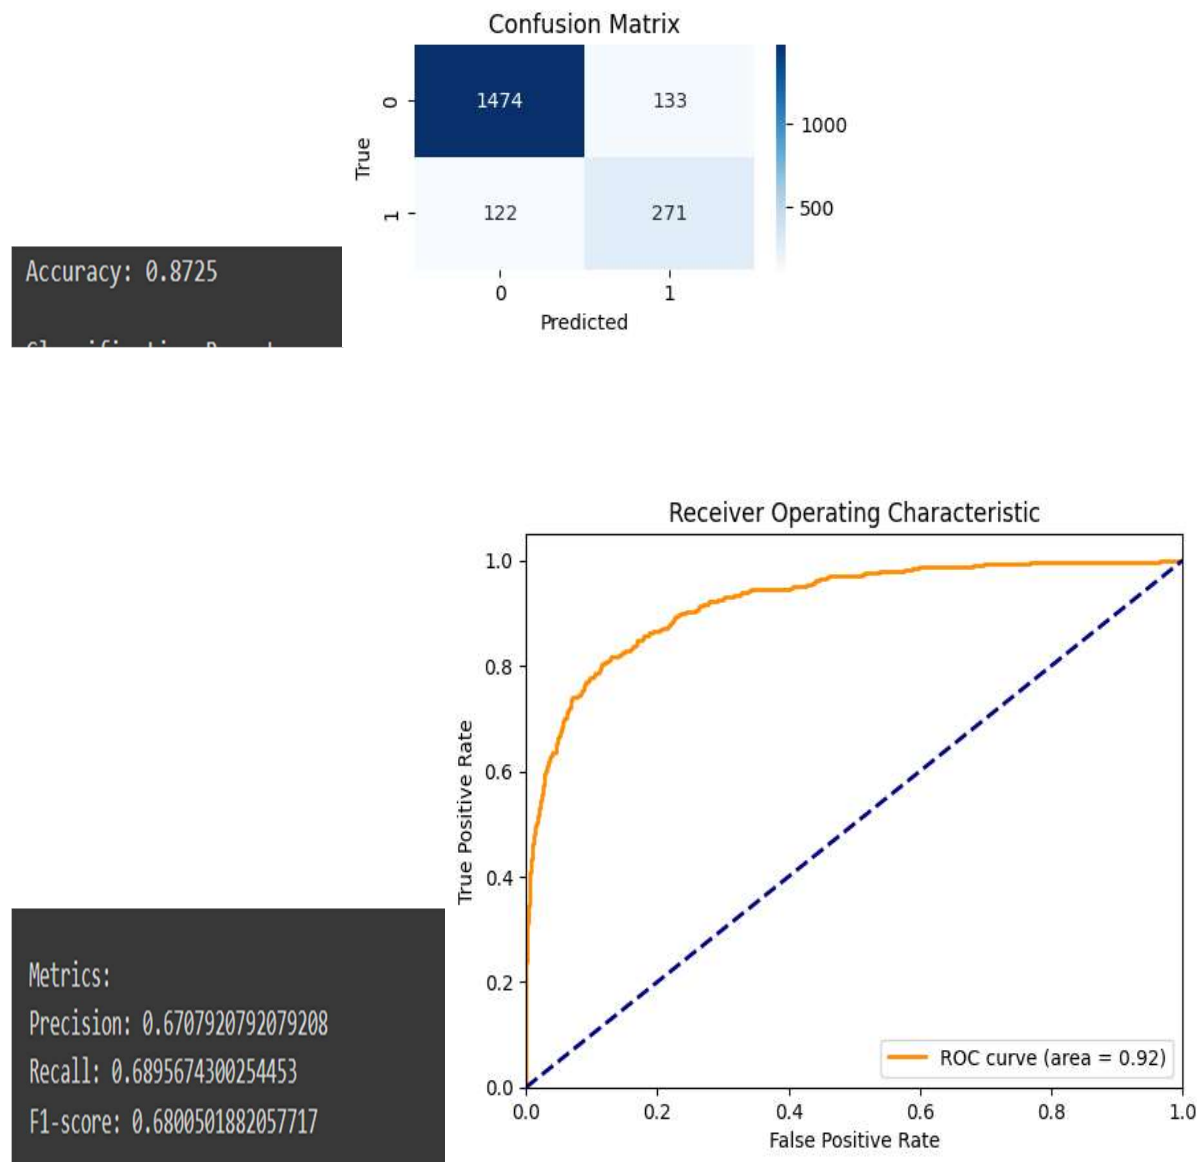 Confusion Matrix
0
1474
133
1000
True
1
122
271
500
Accuracy: 0.8725
0
1
Predicted
Classification Report
Receiver Operating Characteristic
1.0
0.8
0.6
True Positive Rate
0.4
0.2
0.0
ROC curve (area = 0.92)
0.0
0.2
0.4
0.6
0.8
1.0
False Positive Rate
Metrics:
Precision: 0.6707920792079208
Recall: 0.6895674300254453
F1-score: 0.6800501882057717